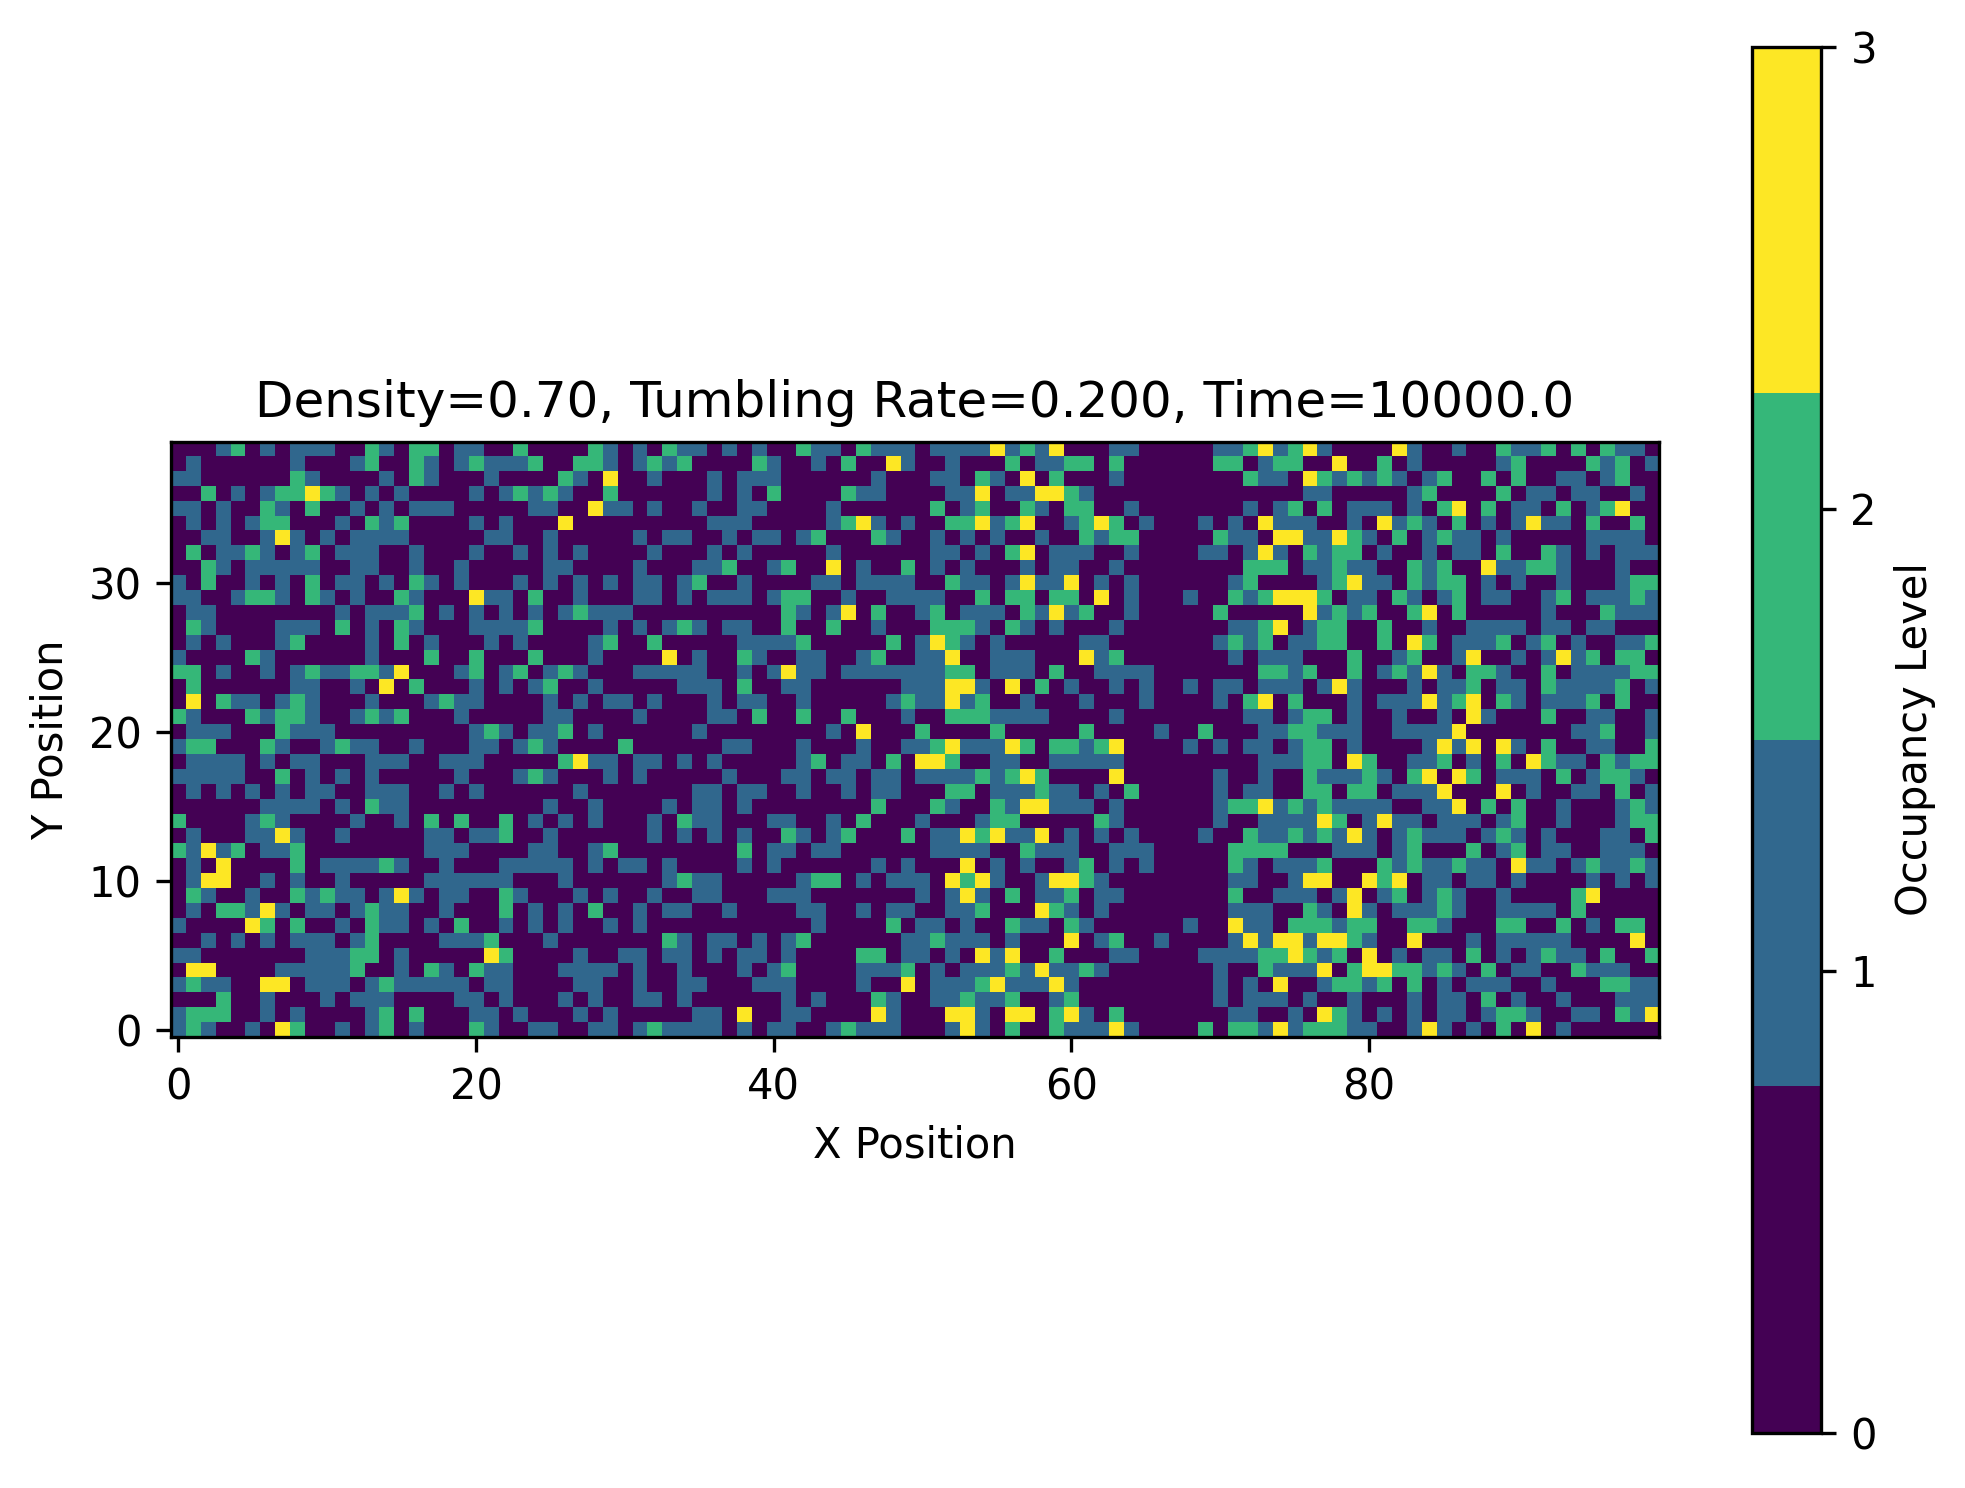 Density=0.70, Tumbling Rate=0.200, Time=10000.0
3
2
1
0
Occupancy Level
30
20
10
0
Y Position
0 20 40 60 80
X Position